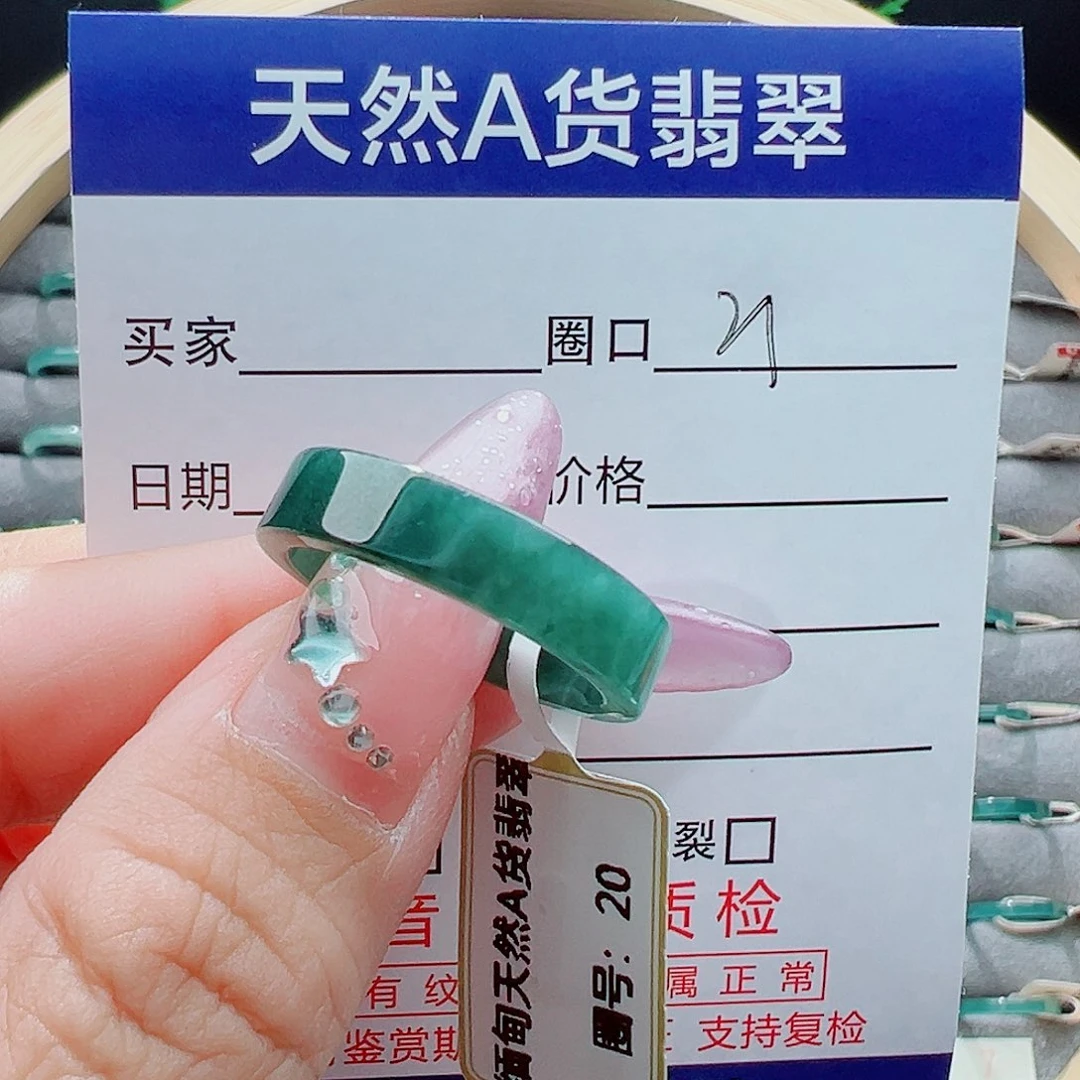 天然A货翡翠
买家
圈口 21
日期
价格
裂
音
质检
有纹
属正常
鉴赏期
支持复检
缅甸天然A货翡翠
圈号：20